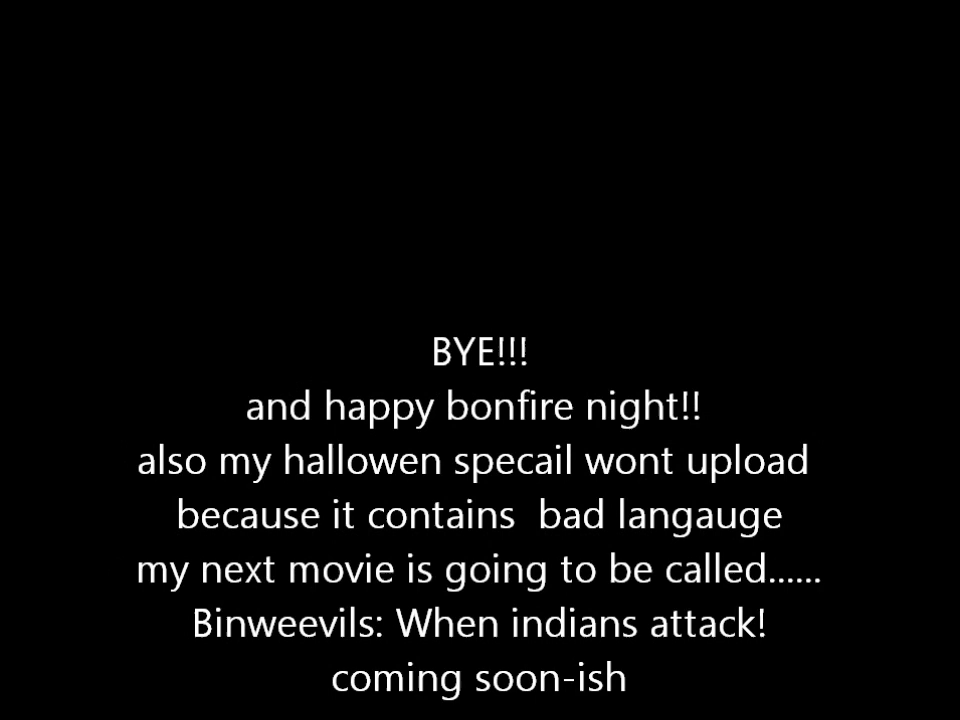 BYE!!!
and happy bonfire night!!
also my hallowen specail wont upload
because it contains  bad langauge
my next movie is going to be called......
Binweevils: When indians attack!
coming soon-ish